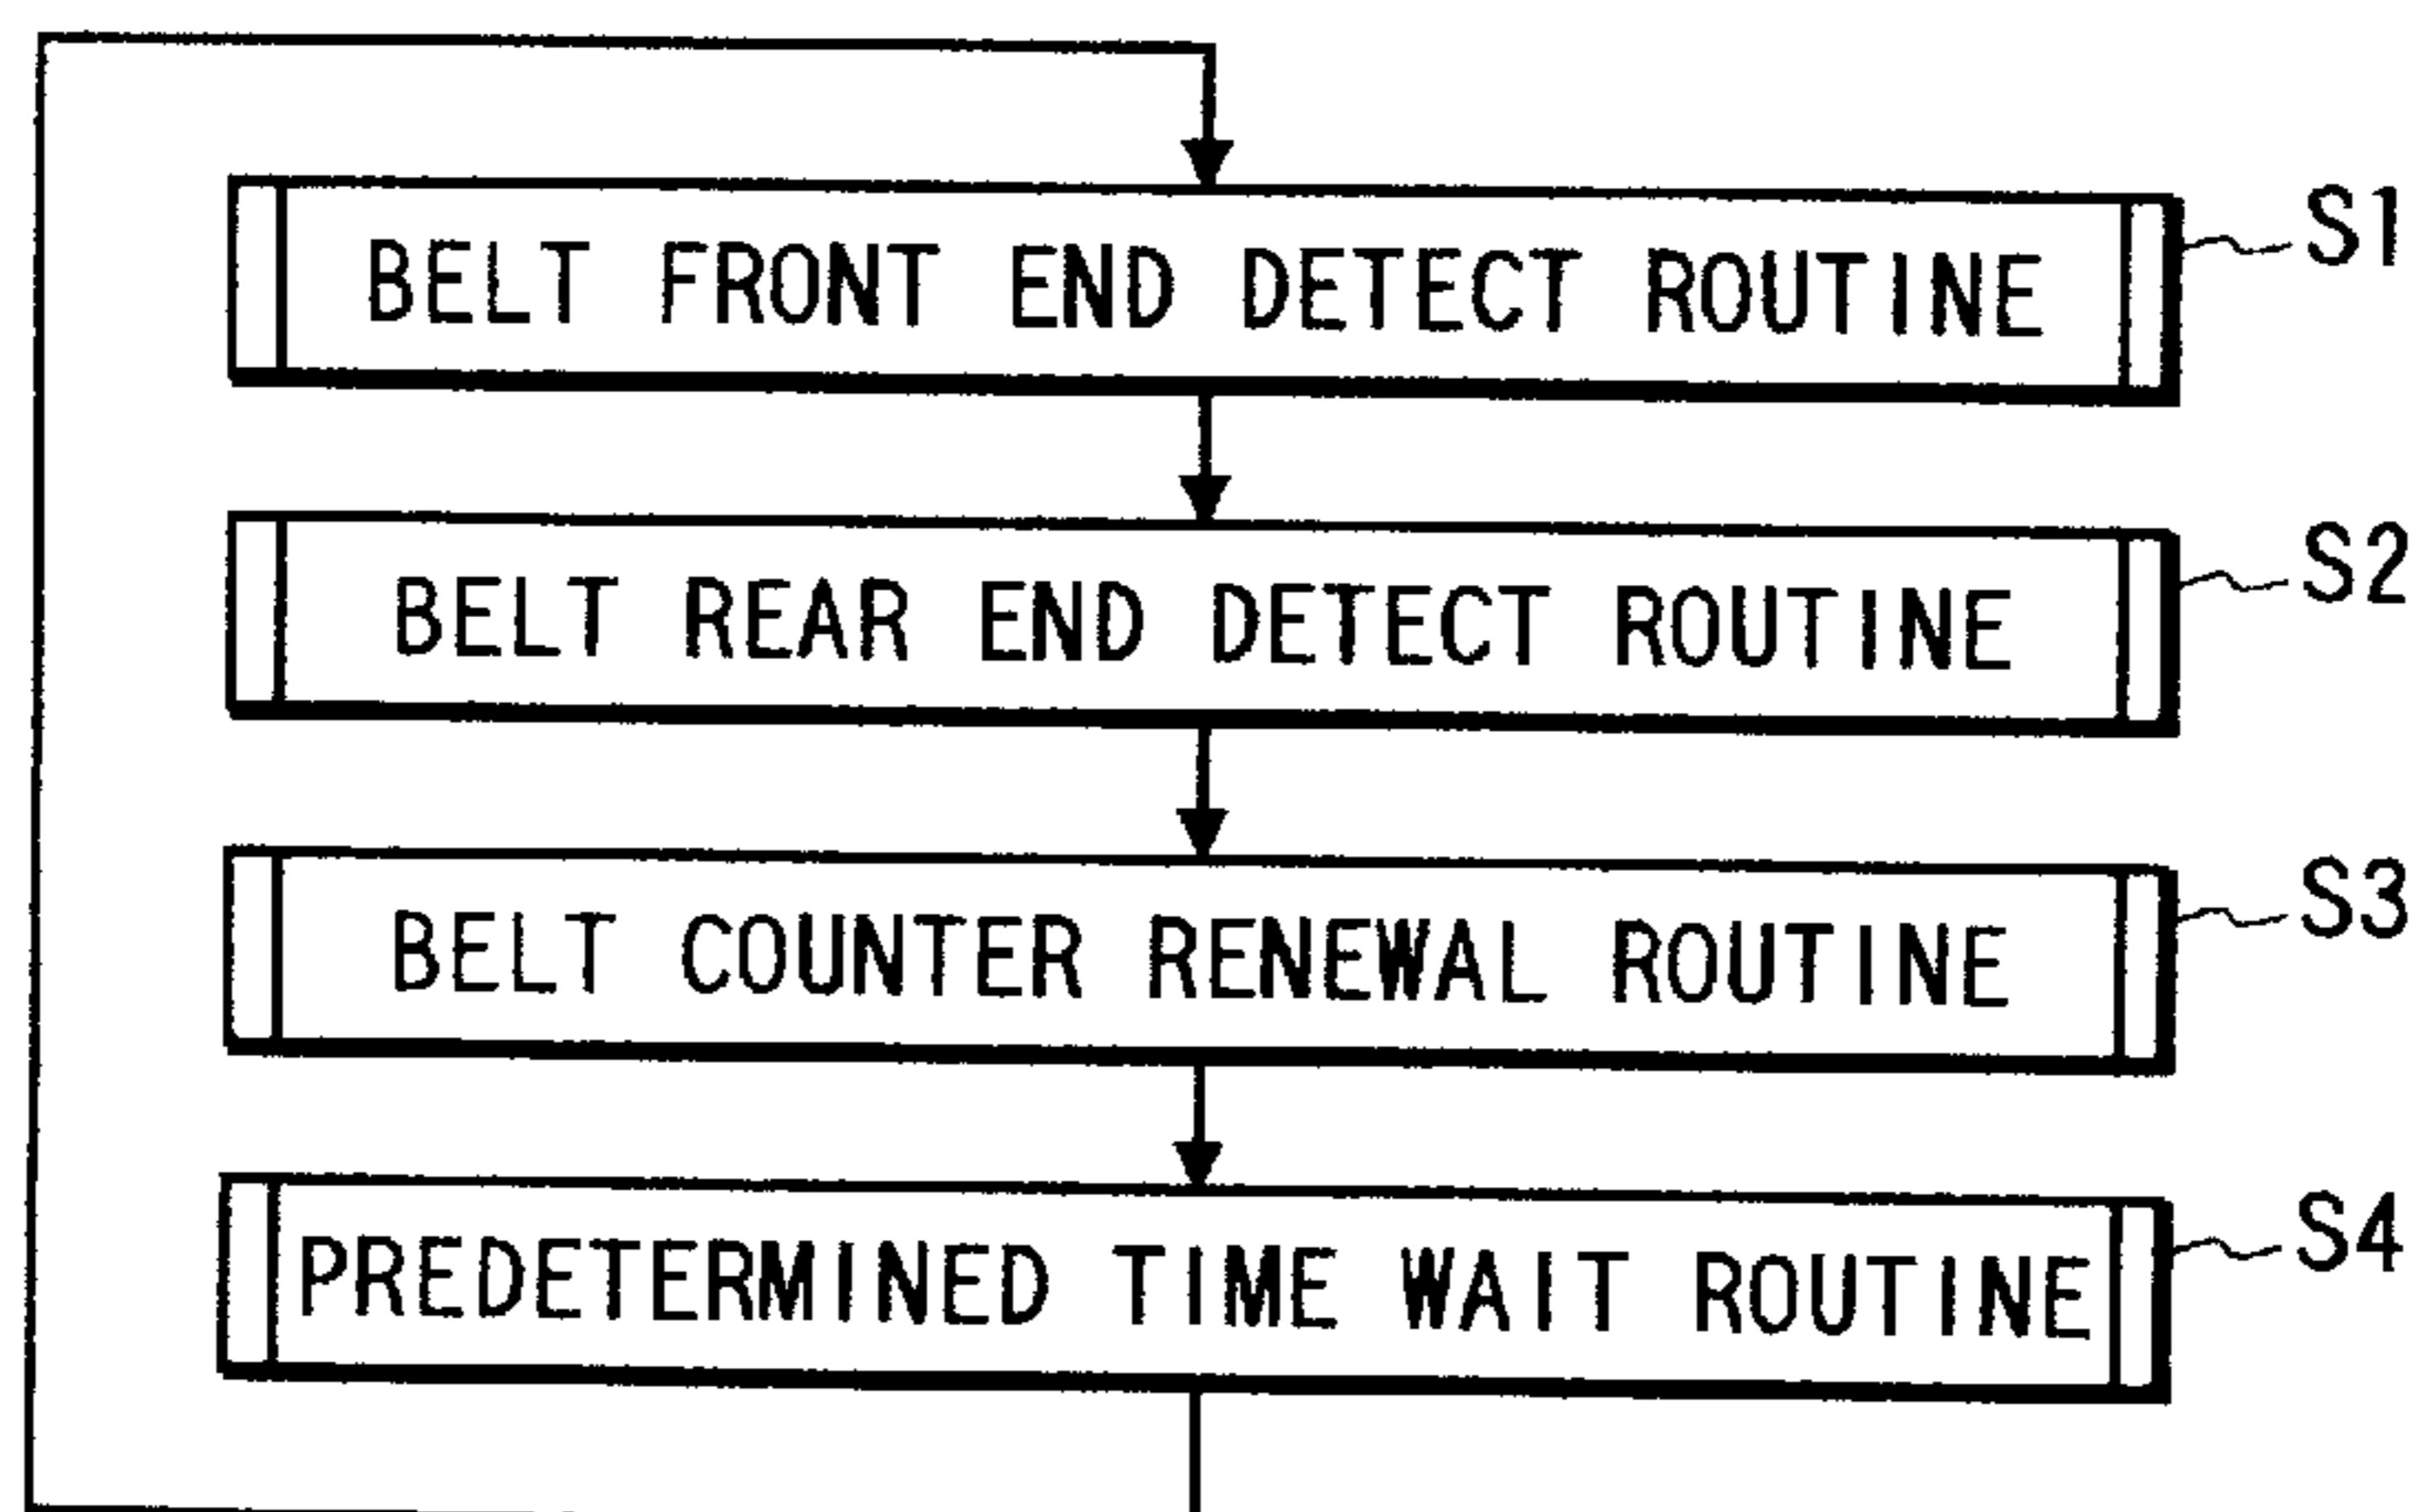 BELT FRONT END DETECT ROUTINE S1
BELT REAR END DETECT ROUTINE S2
BELT COUNTER RENEWAL ROUTINE S3
PREDETERMINED TIME WAIT ROUTINE S4